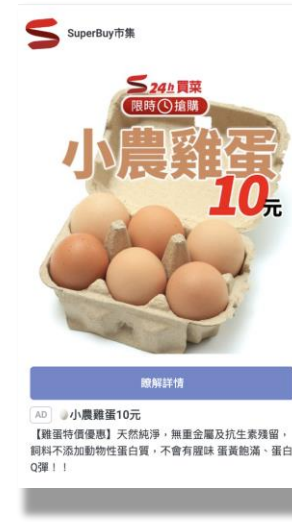 SuperBuy市集
24h買菜
限時搶購
小農雞蛋
10元
瞭解詳情
AD 🥚小農雞蛋10元
【雞蛋特價優惠】天然純淨，無重金屬及抗生素殘留，
飼料不添加動物性蛋白質，不會有腥味 蛋黃飽滿、蛋白
Q彈！！